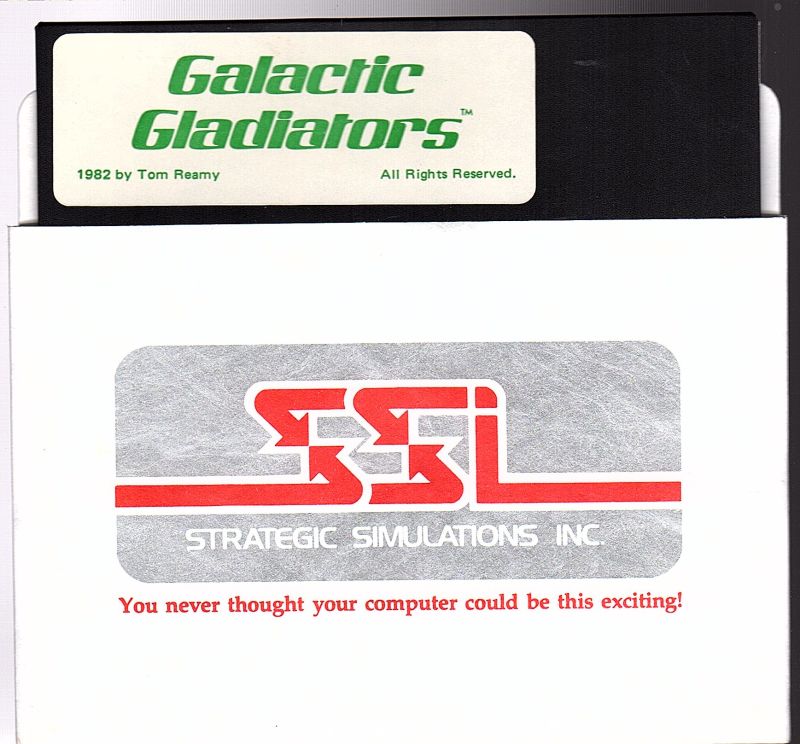 Galactic
Gladiators™
1982 by Tom Reamy All Rights Reserved.
SSI
STRATEGIC SIMULATIONS INC.
You never thought your computer could be this exciting!